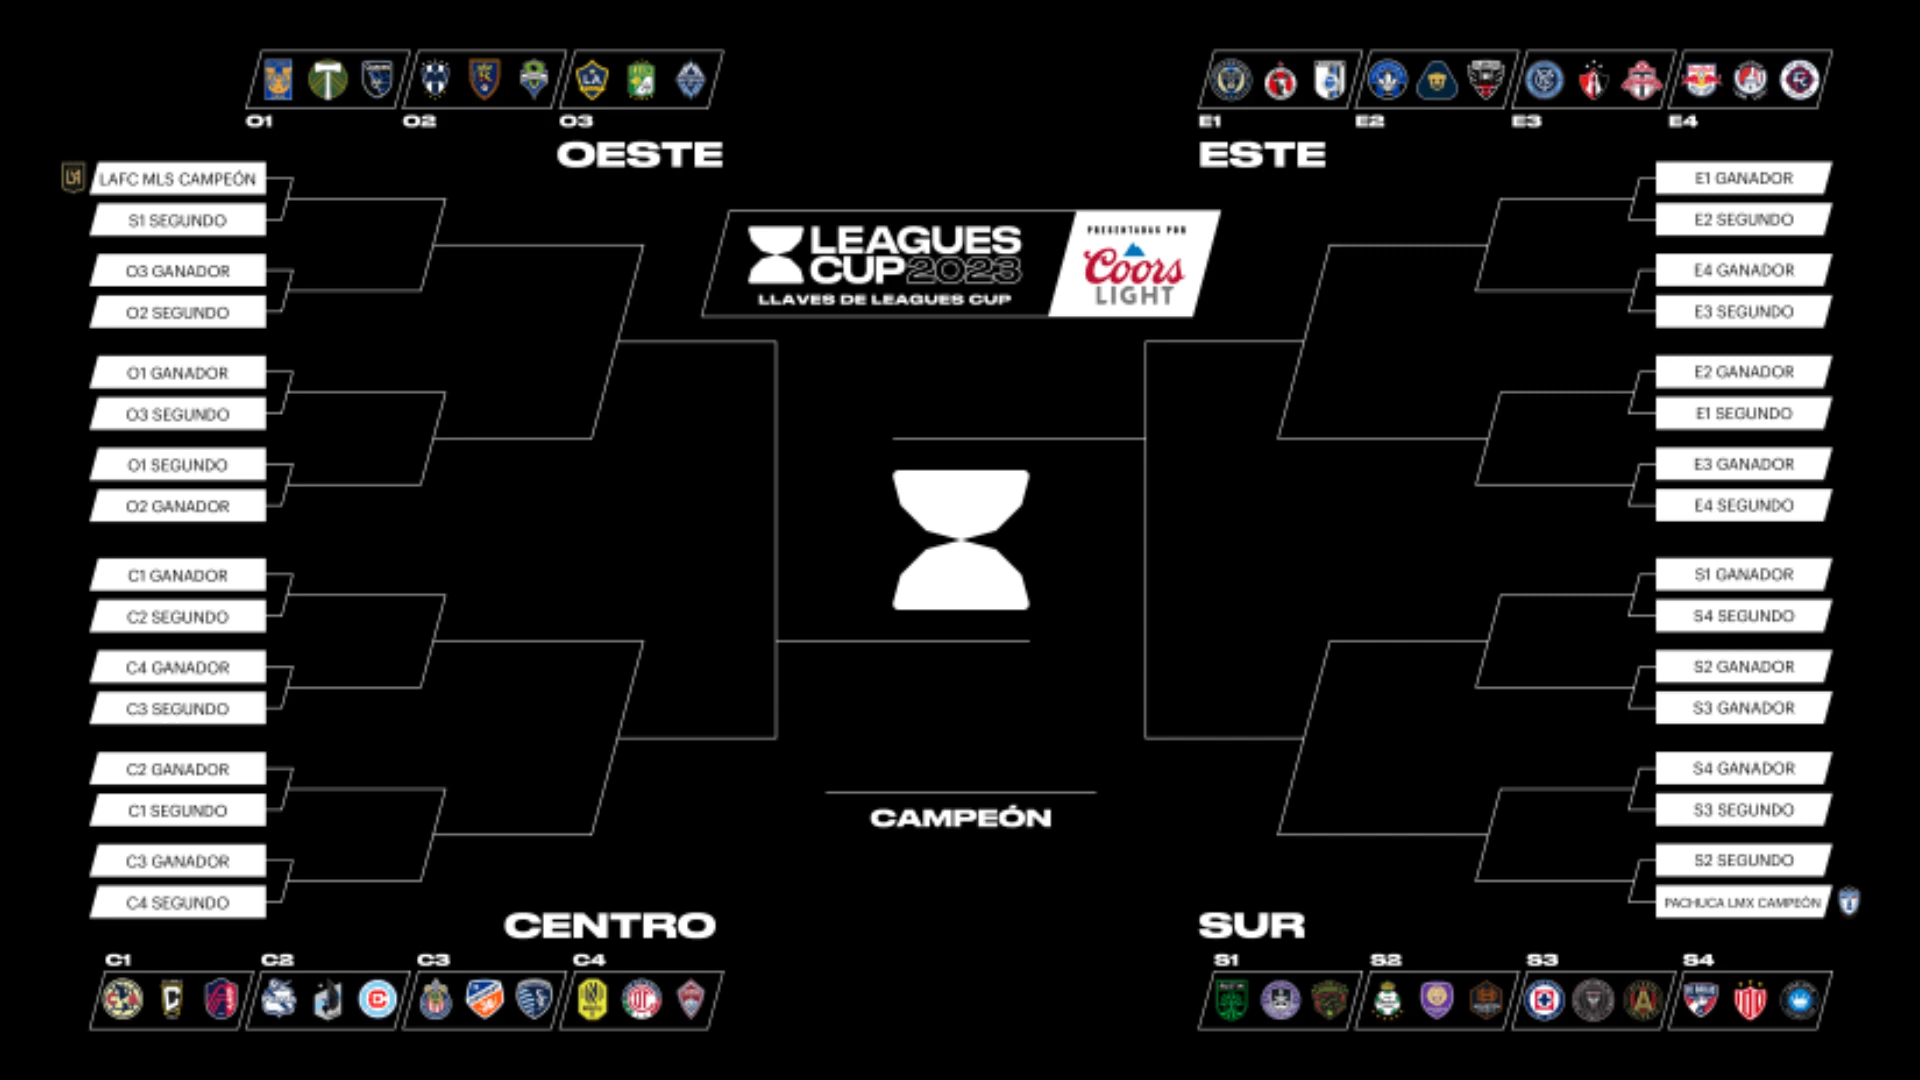 O1
O2
O3
OESTE
E1
E2
E3
E4
ESTE
LEAGUES
CUP 2023
LLAVES DE LEAGUES CUP
PRESENTADAS POR
Coors
LIGHT
LAFC MLS CAMPEÓN
S1 SEGUNDO
O3 GANADOR
O2 SEGUNDO
O1 GANADOR
O3 SEGUNDO
O1 SEGUNDO
O2 GANADOR
C1 GANADOR
C2 SEGUNDO
C4 GANADOR
C3 SEGUNDO
C2 GANADOR
C1 SEGUNDO
C3 GANADOR
C4 SEGUNDO
E1 GANADOR
E2 SEGUNDO
E4 GANADOR
E3 SEGUNDO
E2 GANADOR
E1 SEGUNDO
E3 GANADOR
E4 SEGUNDO
S1 GANADOR
S4 SEGUNDO
S2 GANADOR
S3 GANADOR
S4 GANADOR
S3 SEGUNDO
S2 SEGUNDO
PACHUCA LMX CAMPEÓN
CAMPEÓN
CENTRO
C1
C2
C3
C4
SUR
S1
S2
S3
S4